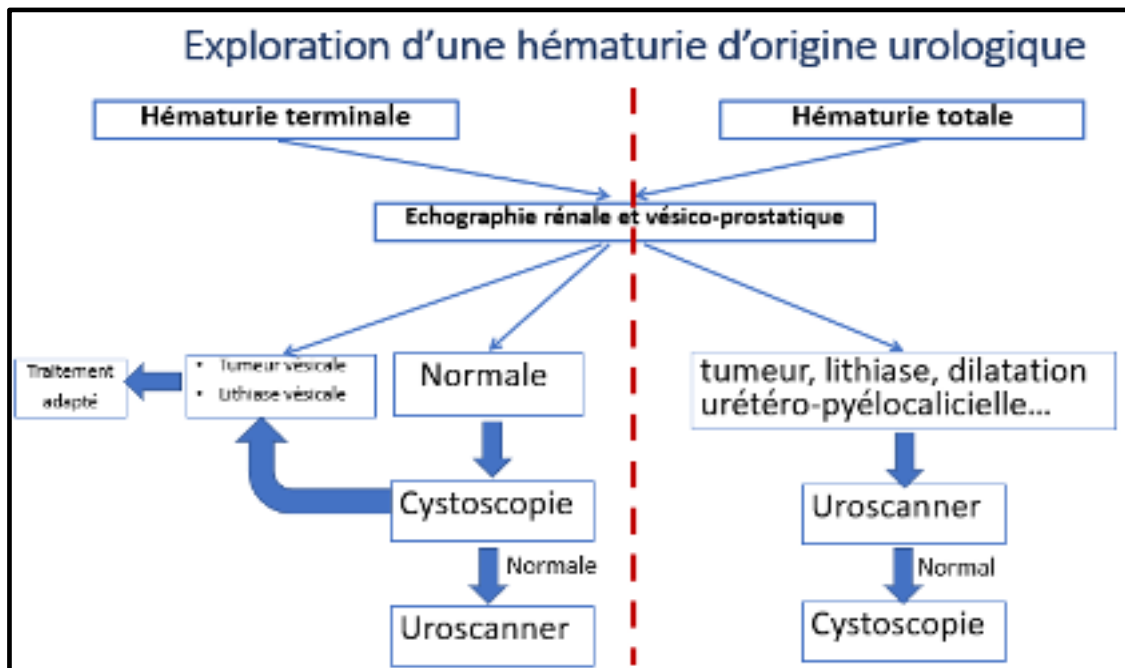 Exploration d'une hématurie d'origine urologique
Hématurie terminale
Hématurie totale
Echographie rénale et vésico-prostatique
Traitement
adapté
• Tumeur vésicale
• Lithiase vésicale
Normale
tumeur, lithiase, dilatation
urétéro-pyélocalicielle...
Cystoscopie
Uroscanner
Normale
Normal
Uroscanner
Cystoscopie